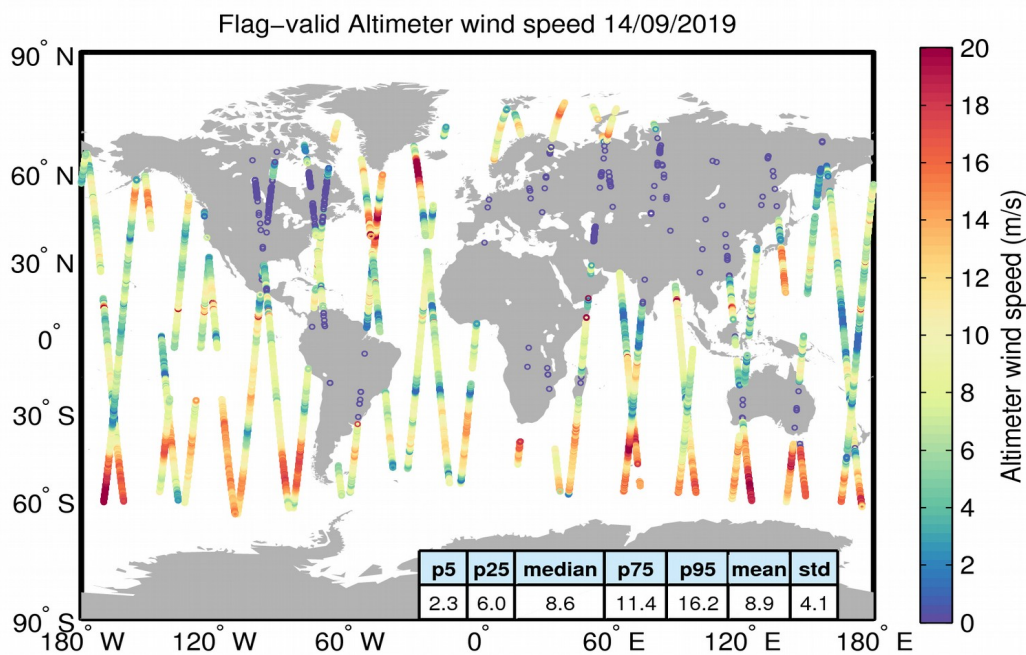 Flag−valid Altimeter wind speed 14/09/2019
90° N
60° N
30° N
0°
30° S
60° S
90° S
180° W
120° W
60° W
0°
60° E
120° E
180° E
p5 p25 median p75 p95 mean std
2.3 6.0 8.6 11.4 16.2 8.9 4.1
20
18
16
14
12
10
8
6
4
2
0
Altimeter wind speed (m/s)